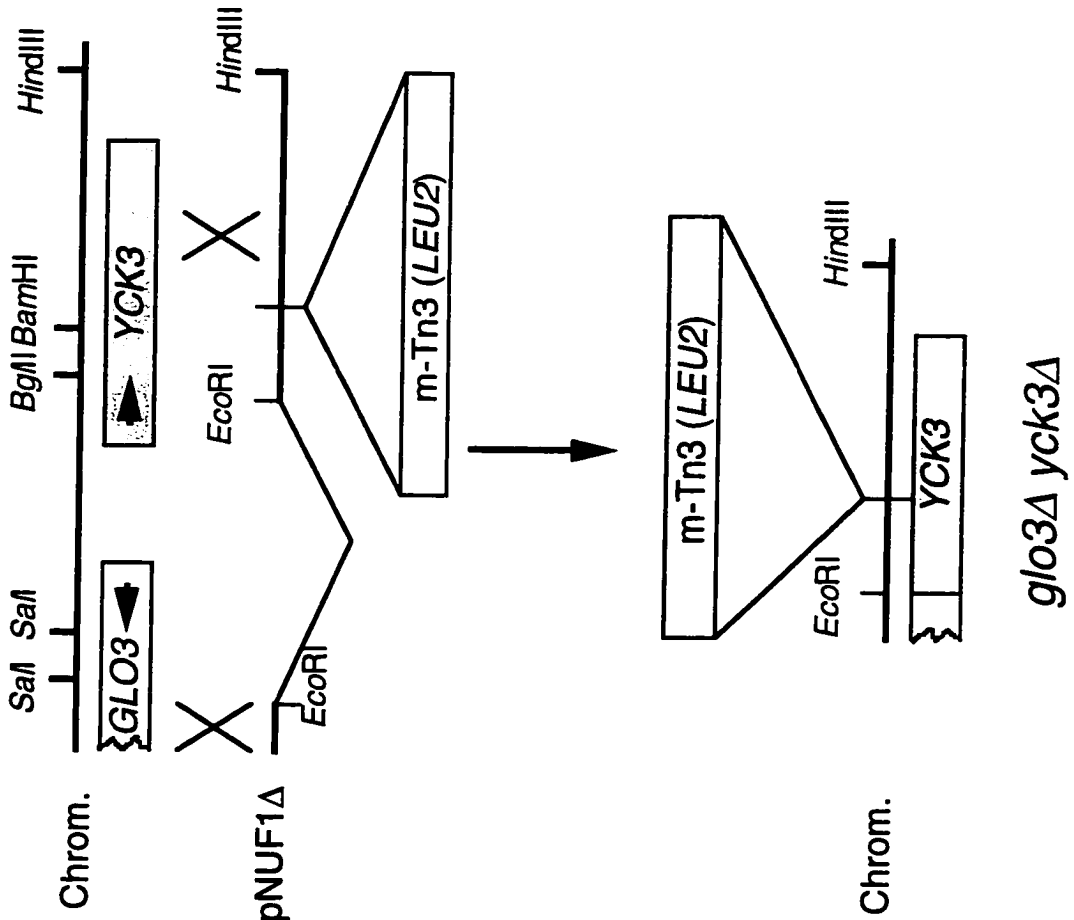 SalI SalI BglII BamHI HindIII
Chrom.
GLO3 YCK3
EcoRI HindIII
pNUF1Δ
EcoRI
m-Tn3 (LEU2)
m-Tn3 (LEU2)
EcoRI HindIII
Chrom.
YCK3
glo3Δ yck3Δ